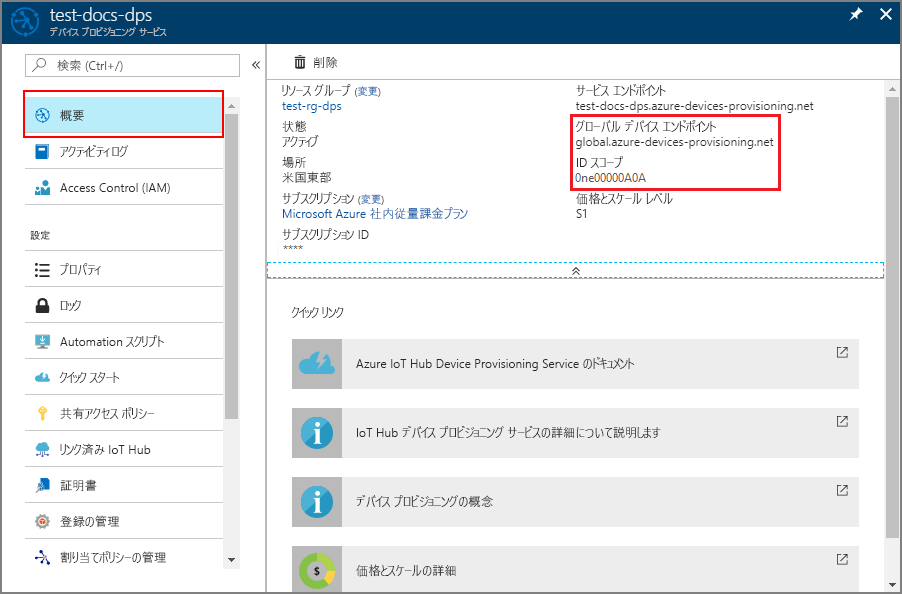 test-docs-dps
デバイス プロビジョニング サービス
検索 (Ctrl+/)
概要
アクティビティ ログ
Access Control (IAM)
設定
プロパティ
ロック
Automation スクリプト
クイック スタート
共有アクセス ポリシー
リンク済み IoT Hub
証明書
登録の管理
割り当てポリシーの管理
削除
リソース グループ (変更)
test-rg-dps
状態
アクティブ
場所
米国東部
サブスクリプション (変更)
Microsoft Azure 社内従量課金プラン
サブスクリプション ID
****
サービス エンドポイント
test-docs-dps.azure-devices-provisioning.net
グローバル デバイス エンドポイント
global.azure-devices-provisioning.net
ID スコープ
0ne00000A0A
価格とスケール レベル
S1
クイック リンク
Azure IoT Hub Device Provisioning Service のドキュメント
IoT Hub デバイス プロビジョニング サービスの詳細について説明します
デバイス プロビジョニングの概念
価格とスケールの詳細